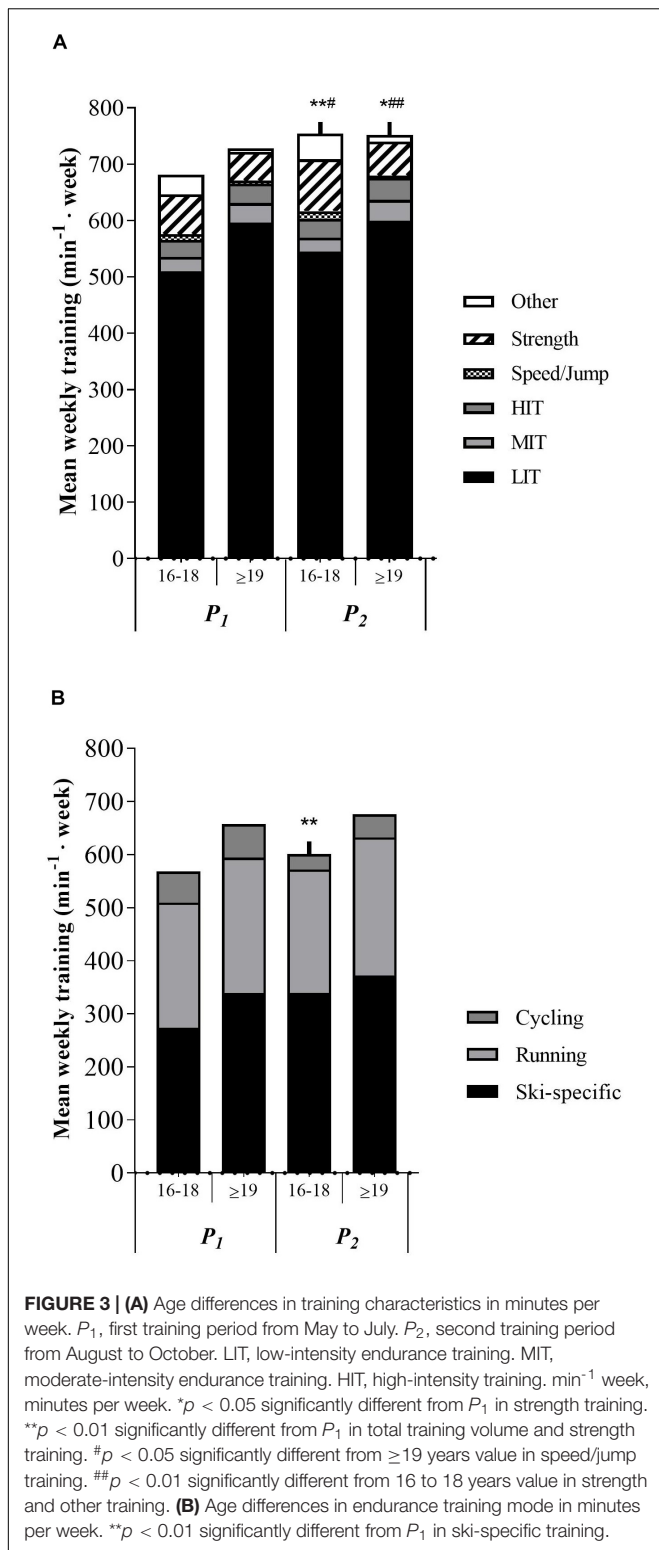 A
Mean weekly training (min⁻¹ · week)
800
700
600
500
400
300
200
100
0
**#
*##
Other
Strength
Speed/Jump
HIT
MIT
LIT
16-18
≥19
16-18
≥19
P₁
P₂
B
Mean weekly training (min⁻¹ · week)
800
700
600
500
400
300
200
100
0
**
Cycling
Running
Ski-specific
16-18
≥19
16-18
≥19
P₁
P₂
FIGURE 3 | (A) Age differences in training characteristics in minutes per
week. P₁, first training period from May to July. P₂, second training period
from August to October. LIT, low-intensity endurance training. MIT,
moderate-intensity endurance training. HIT, high-intensity training. min⁻¹ week,
minutes per week. *p < 0.05 significantly different from P₁ in strength training.
**p < 0.01 significantly different from P₁ in total training volume and strength
training. #p < 0.05 significantly different from ≥19 years value in speed/jump
training. ##p < 0.01 significantly different from 16 to 18 years value in strength
and other training. (B) Age differences in endurance training mode in minutes
per week. **p < 0.01 significantly different from P₁ in ski-specific training.